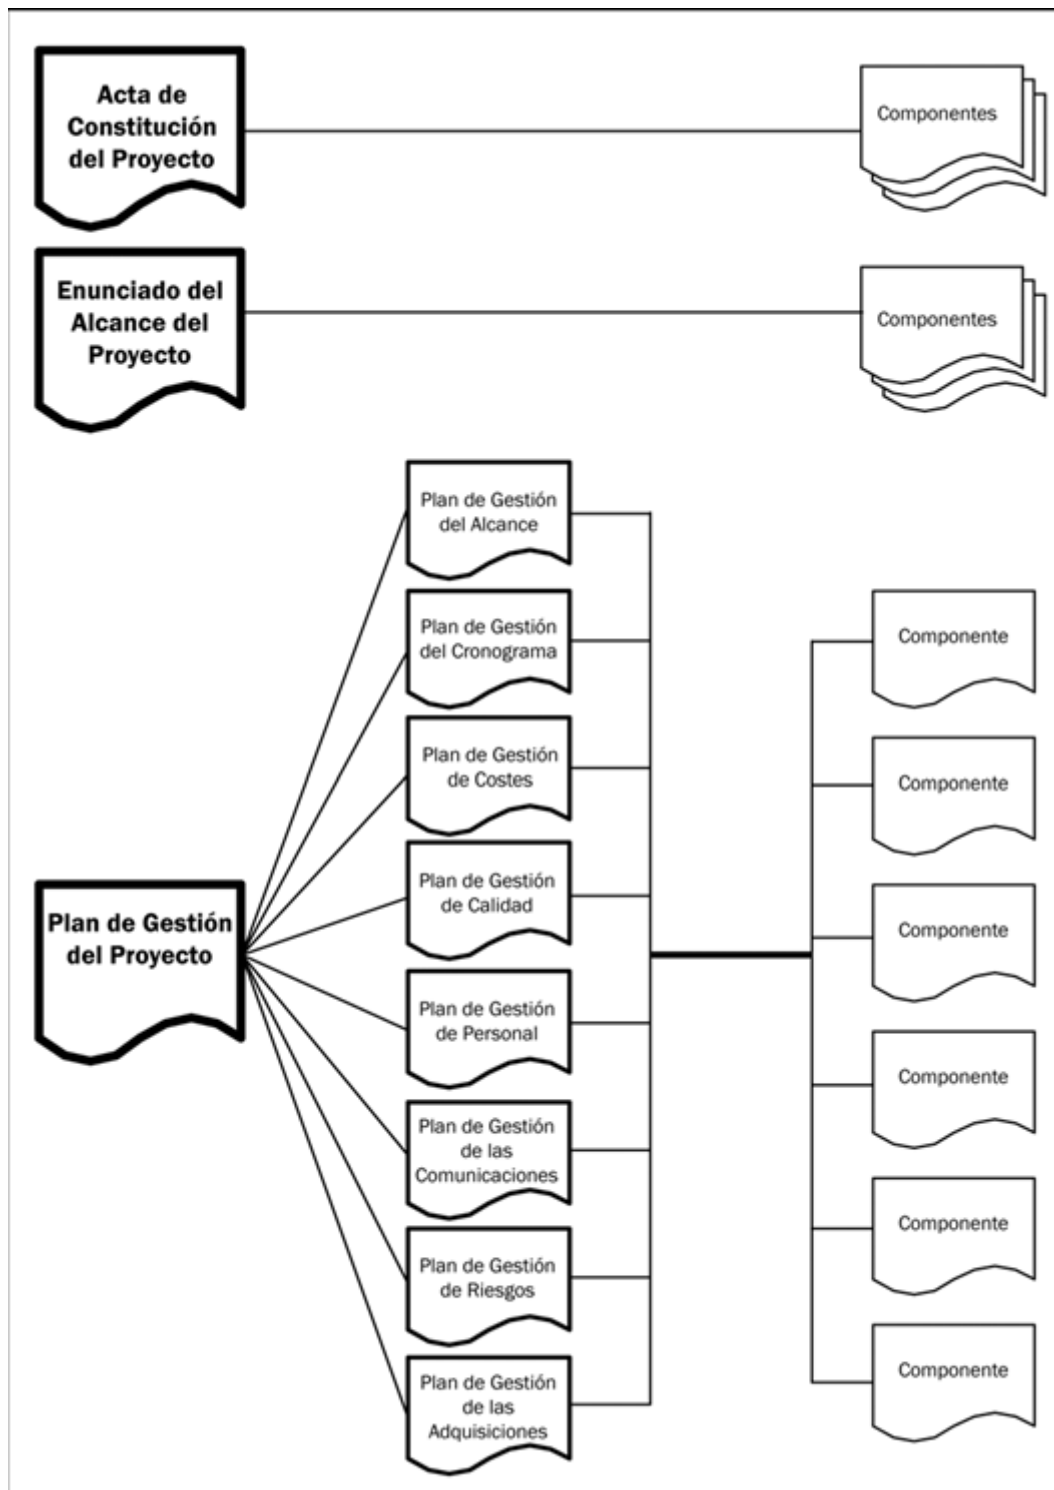 Acta de
Constitución
del Proyecto
Componentes
Enunciado del
Alcance del
Proyecto
Componentes
Plan de Gestión
del Alcance
Plan de Gestión
del Cronograma
Plan de Gestión
de Costes
Plan de Gestión
de Calidad
Plan de Gestión
del Proyecto
Plan de Gestión
de Personal
Plan de Gestión
de las
Comunicaciones
Plan de Gestión
de Riesgos
Plan de Gestión
de las
Adquisiciones
Componente
Componente
Componente
Componente
Componente
Componente